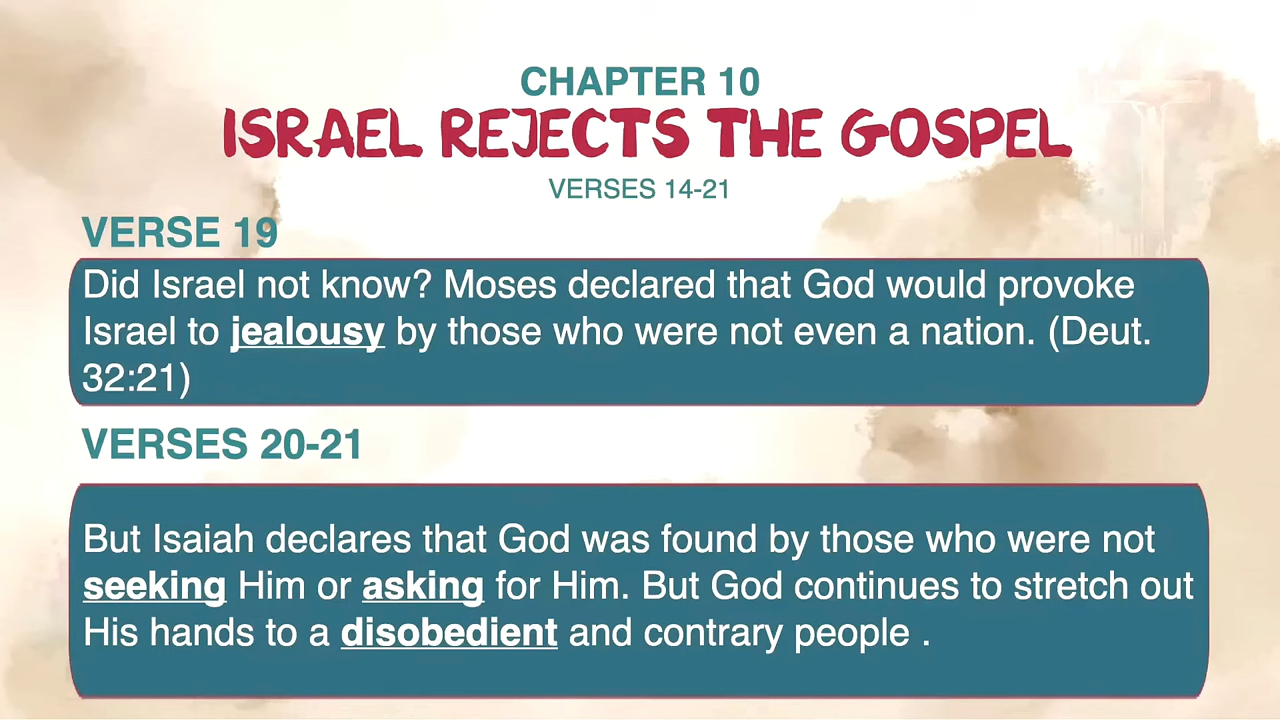 CHAPTER 10
ISRAEL REJECTS THE GOSPEL
VERSES 14-21
VERSE 19
Did Israel not know? Moses declared that God would provoke
Israel to jealousy by those who were not even a nation. (Deut.
32:21)
VERSES 20-21
But Isaiah declares that God was found by those who were not
seeking Him or asking for Him. But God continues to stretch out
His hands to a disobedient and contrary people .